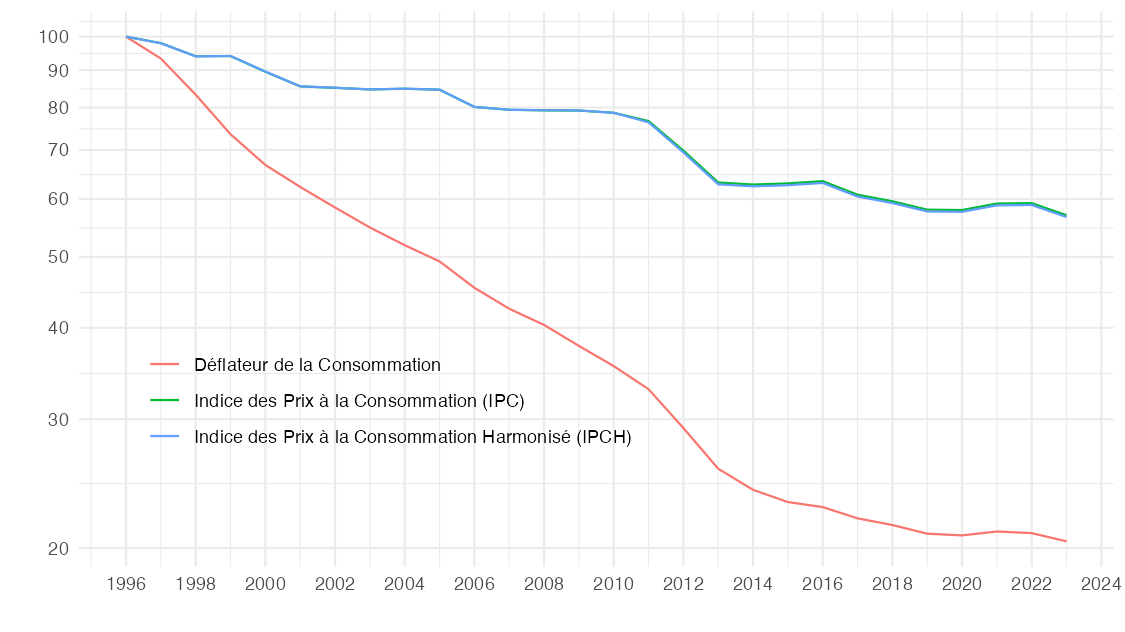 100
90
80
70
60
50
40
30
20
Déflateur de la Consommation
Indice des Prix à la Consommation (IPC)
Indice des Prix à la Consommation Harmonisé (IPCH)
1996 1998 2000 2002 2004 2006 2008 2010 2012 2014 2016 2018 2020 2022 2024